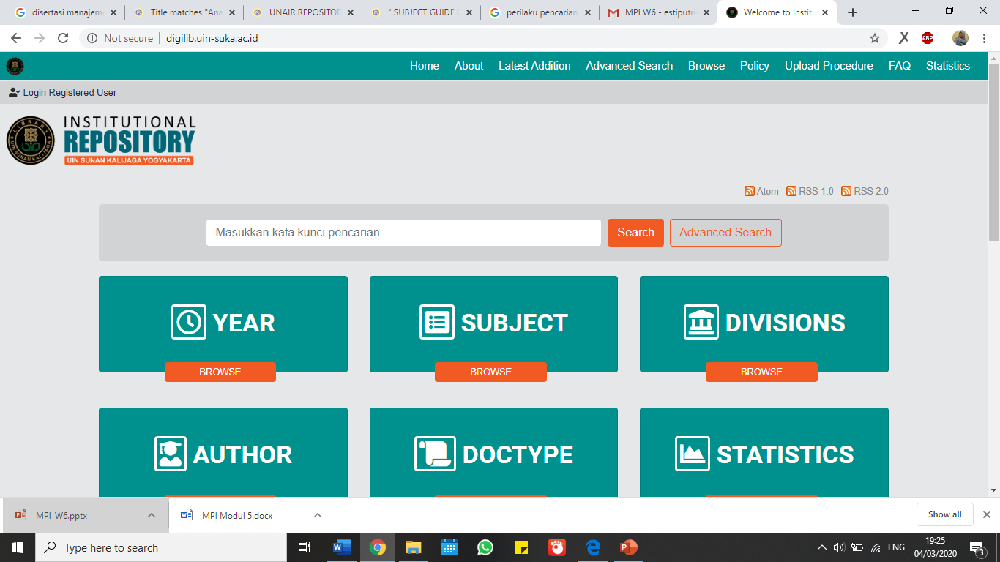 disertasi manajem
Title matches "Ana
UNAIR REPOSITOR
" SUBJECT GUIDE
perilaku pencarian
MPI W6 - estiputri
Welcome to Institu
Not secure
digilib.uin-suka.ac.id
ABP
Home
About
Latest Addition
Advanced Search
Browse
Policy
Upload Procedure
FAQ
Statistics
Login Registered User
LIBRARY
UIN SUNAN KALIJAGA
INSTITUTIONAL
REPOSITORY
UIN SUNAN KALIJAGA YOGYAKARTA
Atom
RSS 1.0
RSS 2.0
Masukkan kata kunci pencarian
Search
Advanced Search
YEAR
BROWSE
SUBJECT
BROWSE
DIVISIONS
BROWSE
AUTHOR
DOCTYPE
STATISTICS
MPI_W6.pptx
MPI Modul 5.docx
Show all
Type here to search
ENG
19:25
04/03/2020
3